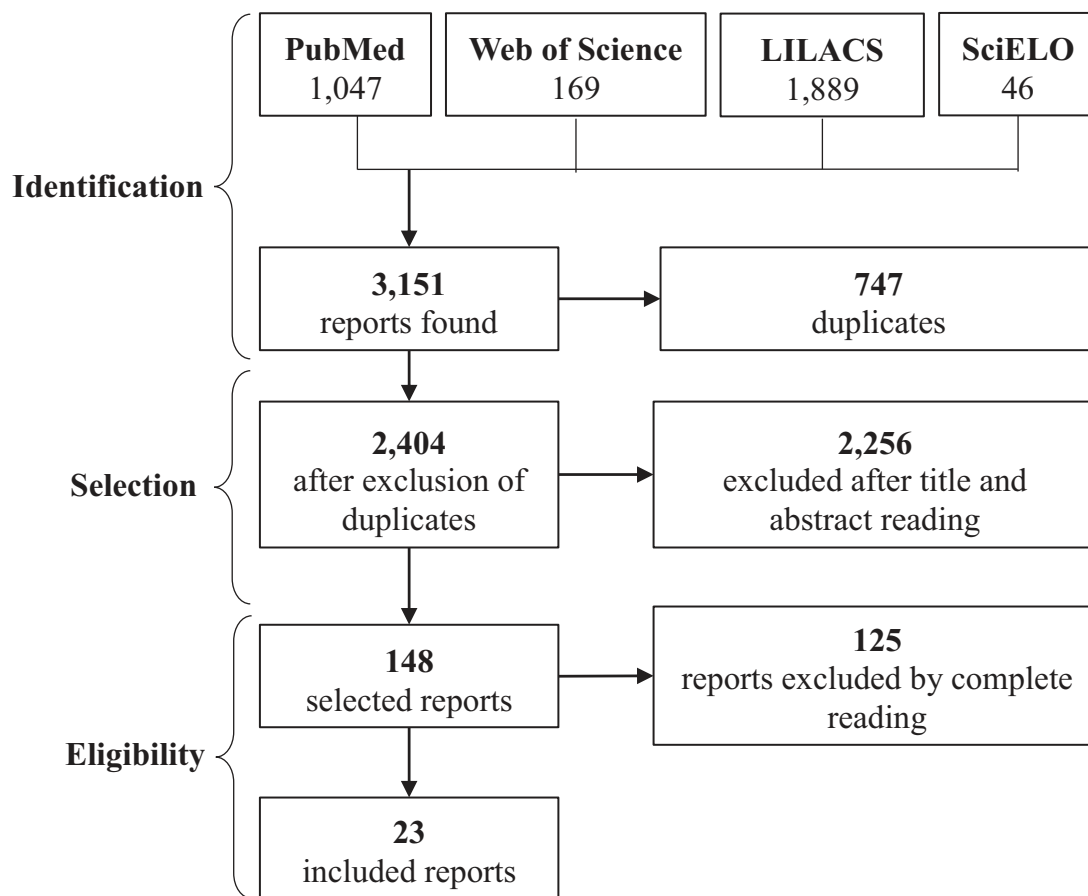 PubMed
1,047
Web of Science
169
LILACS
1,889
SciELO
46
Identification
3,151
reports found
747
duplicates
Selection
2,404
after exclusion of
duplicates
2,256
excluded after title and
abstract reading
Eligibility
148
selected reports
125
reports excluded by complete
reading
23
included reports